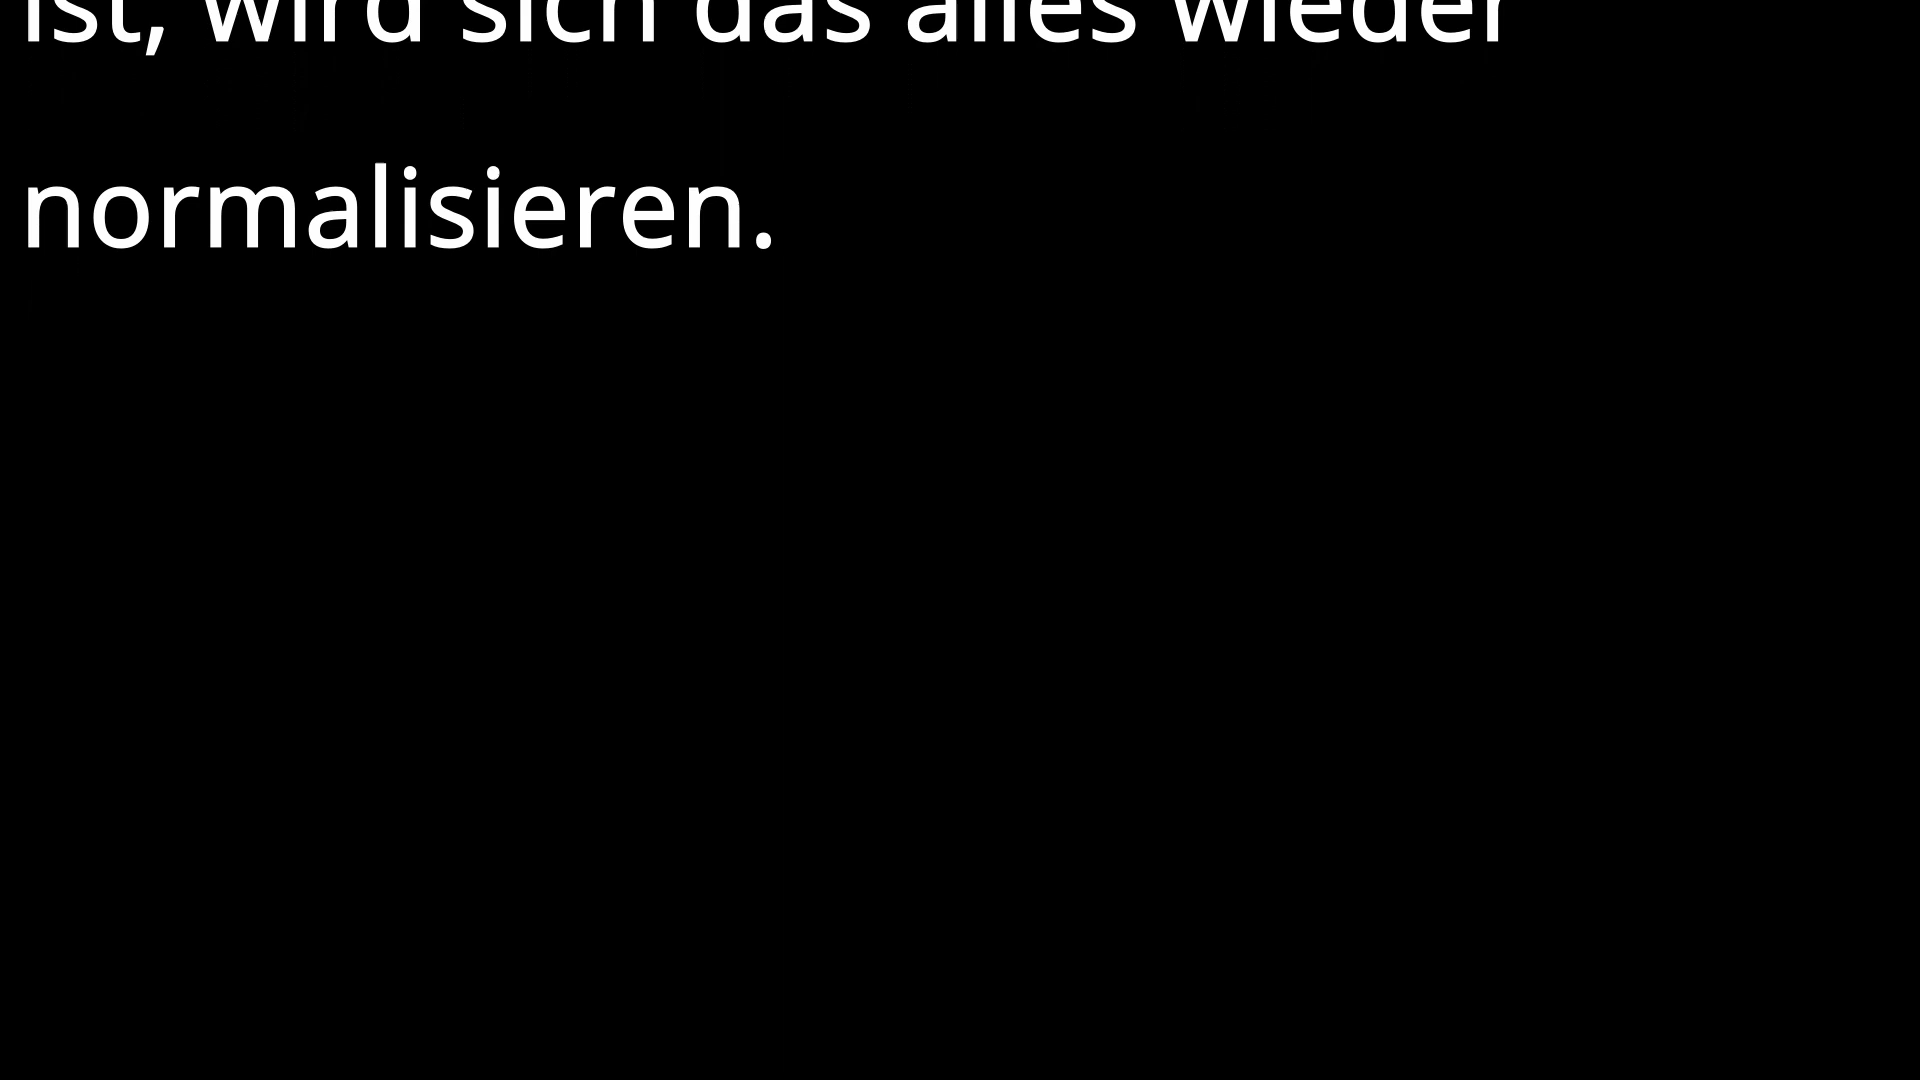 ist, wird sich das alles wieder
normalisieren.